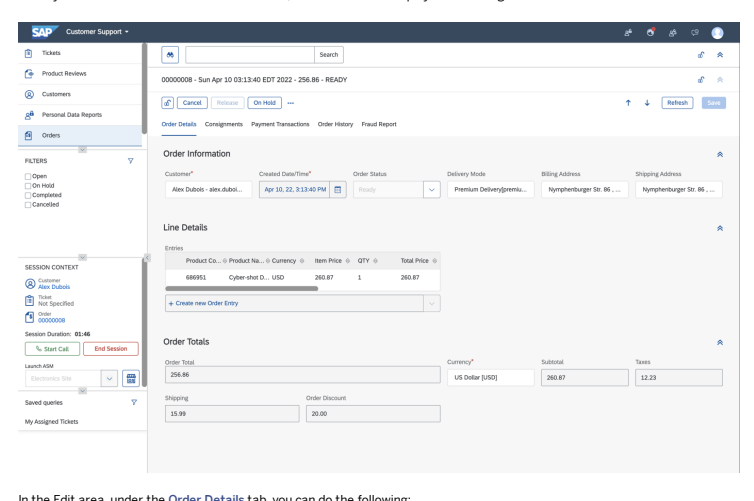 SAP Customer Support
Tickets
Product Reviews
Customers
Personal Data Reports
Orders
FILTERS
Open
On Hold
Completed
Cancelled
SESSION CONTEXT
Customer
Alex Dubois
Ticket
Not Specified
Order
00000008
Session Duration: 01:46
Start Call End Session
Launch ASM
Electronics Site
Saved queries
My Assigned Tickets
Search
00000008 - Sun Apr 10 03:13:40 EDT 2022 - 256.86 - READY
Cancel Release On Hold ••• Refresh Save
Order Details Consignments Payment Transactions Order History Fraud Report
Order Information
Customer* Created Date/Time* Order Status Delivery Mode Billing Address Shipping Address
Alex Dubois - alex.duboi... Apr 10, 22, 3:13:40 PM Ready Premium Delivery[premiu... Nymphenburger Str. 86 , ... Nymphenburger Str. 86 , ...
Line Details
Entries
Product Co... Product Na... Currency Item Price QTY Total Price
686951 Cyber-shot D... USD 260.87 1 260.87
+ Create new Order Entry
Order Totals
Order Total Currency* Subtotal Taxes
256.86 US Dollar [USD] 260.87 12.23
Shipping Order Discount
15.99 20.00
In the Edit area, under the Order Details tab, you can do the following: